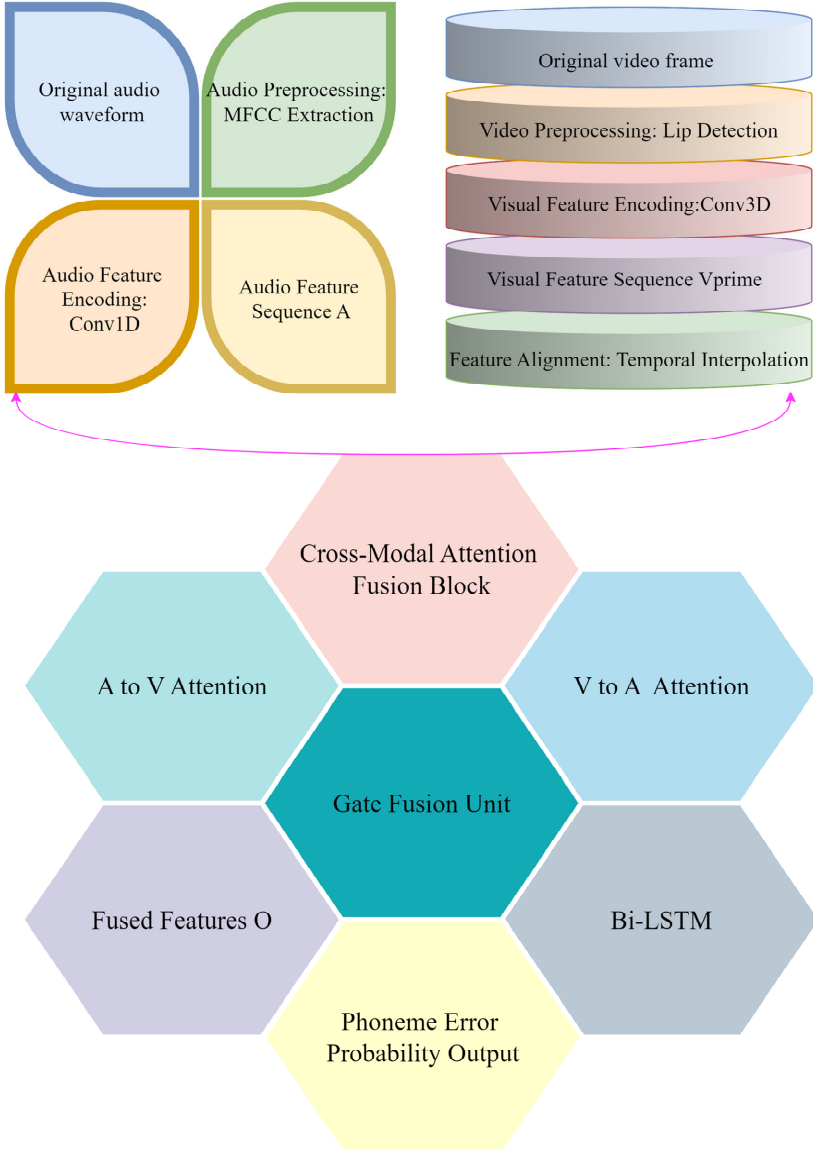 Original audio
waveform
Audio Preprocessing:
MFCC Extraction
Audio Feature
Encoding:
Conv1D
Audio Feature
Sequence A
Original video frame
Video Preprocessing: Lip Detection
Visual Feature Encoding:Conv3D
Visual Feature Sequence Vprime
Feature Alignment: Temporal Interpolation
Cross-Modal Attention
Fusion Block
A to V Attention
V to A Attention
Gate Fusion Unit
Fused Features O
Bi-LSTM
Phoneme Error
Probability Output